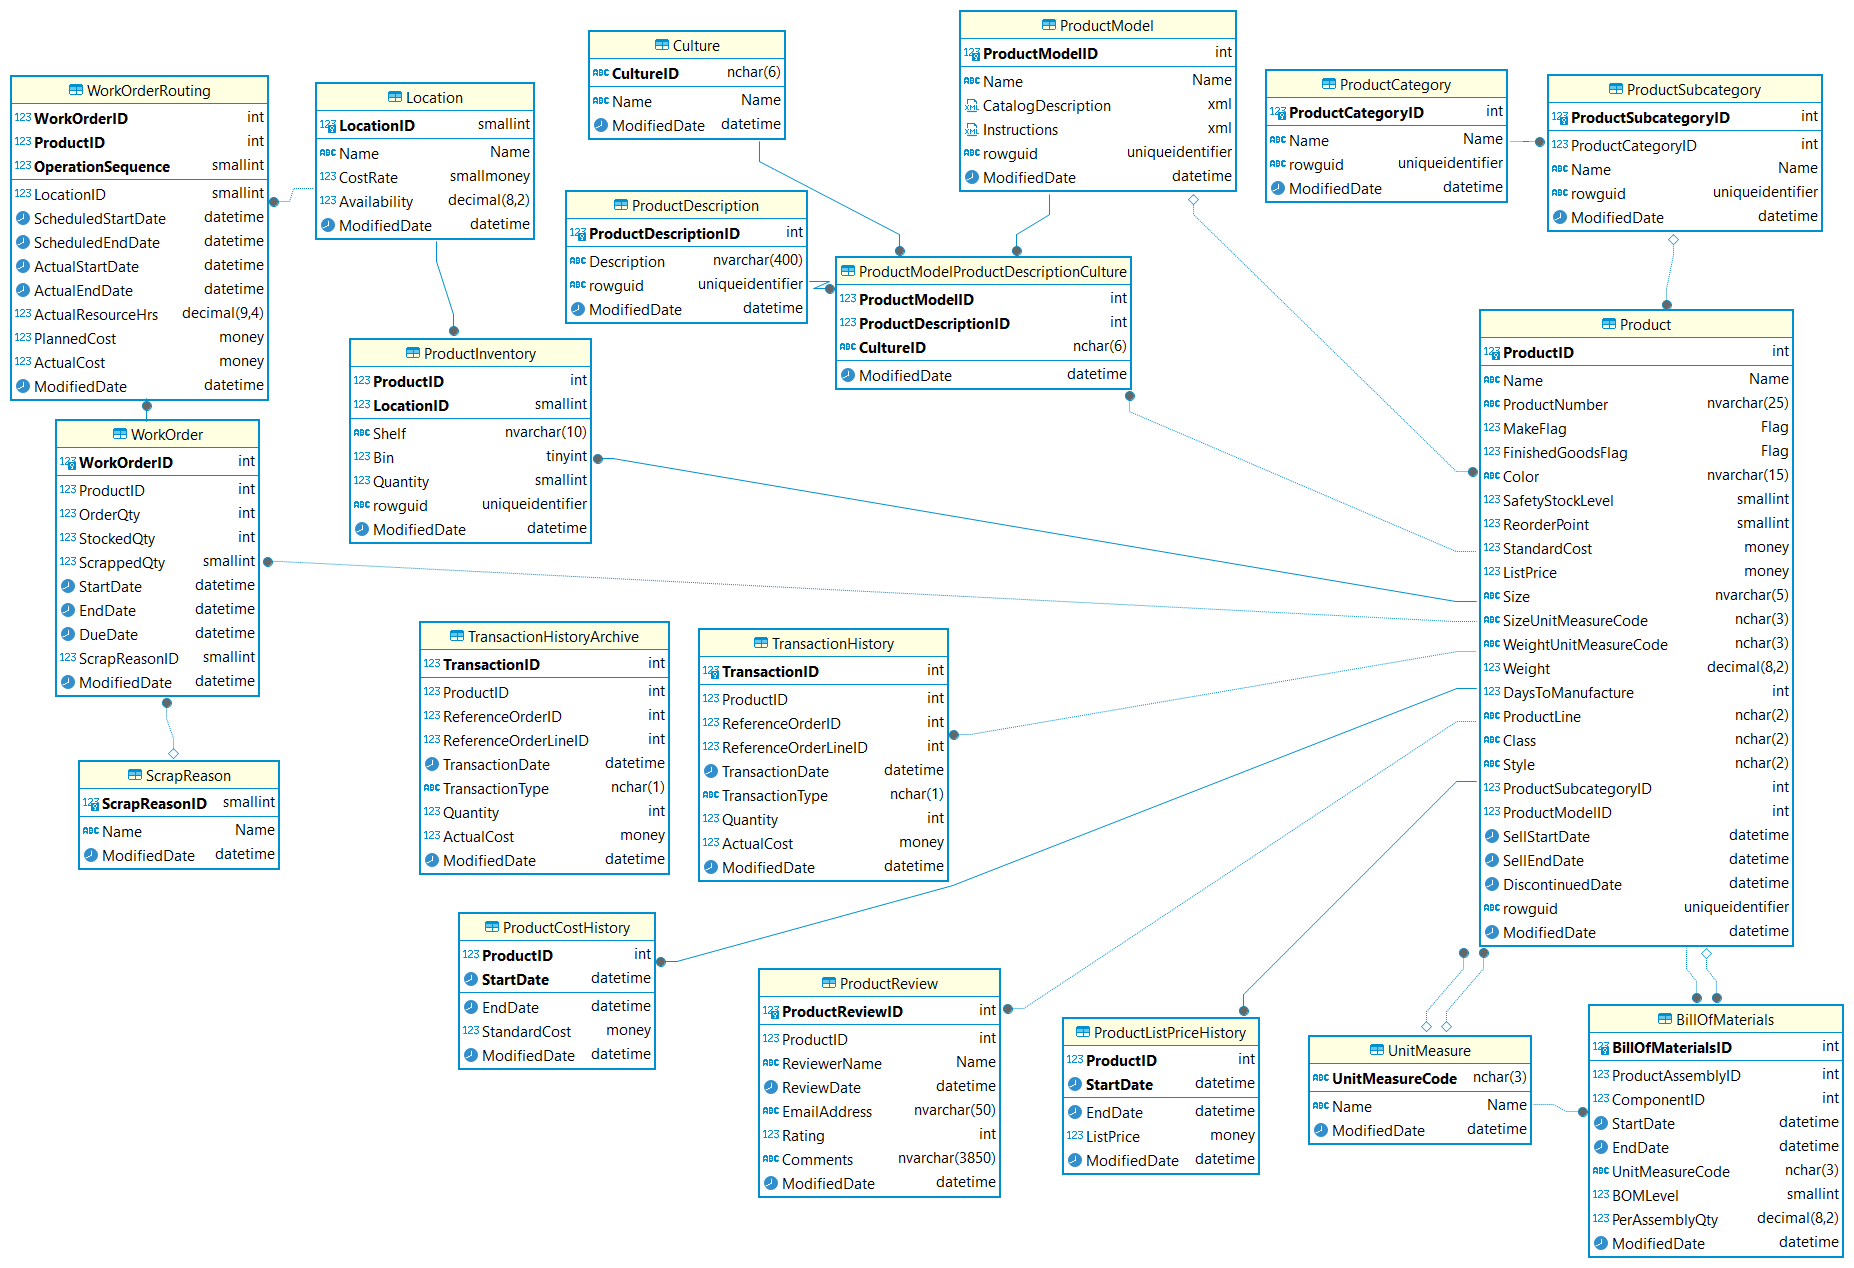 WorkOrderRouting
WorkOrderID int
ProductID int
OperationSequence smallint
LocationID smallint
ScheduledStartDate datetime
ScheduledEndDate datetime
ActualStartDate datetime
ActualEndDate datetime
ActualResourceHrs decimal(9,4)
PlannedCost money
ActualCost money
ModifiedDate datetime
Location
LocationID smallint
Name Name
CostRate smallmoney
Availability decimal(8,2)
ModifiedDate datetime
Culture
CultureID nchar(6)
Name Name
ModifiedDate datetime
ProductModel
ProductModelID int
Name Name
CatalogDescription xml
Instructions xml
rowguid uniqueidentifier
ModifiedDate datetime
ProductCategory
ProductCategoryID int
Name Name
rowguid uniqueidentifier
ModifiedDate datetime
ProductSubcategory
ProductSubcategoryID int
ProductCategoryID int
Name Name
rowguid uniqueidentifier
ModifiedDate datetime
ProductDescription
ProductDescriptionID int
Description nvarchar(400)
rowguid uniqueidentifier
ModifiedDate datetime
ProductModelProductDescriptionCulture
ProductModelID int
ProductDescriptionID int
CultureID nchar(6)
ModifiedDate datetime
ProductInventory
ProductID int
LocationID smallint
Shelf nvarchar(10)
Bin tinyint
Quantity smallint
rowguid uniqueidentifier
ModifiedDate datetime
Product
ProductID int
Name Name
ProductNumber nvarchar(25)
MakeFlag Flag
FinishedGoodsFlag Flag
Color nvarchar(15)
SafetyStockLevel smallint
ReorderPoint smallint
StandardCost money
ListPrice money
Size nvarchar(5)
SizeUnitMeasureCode nchar(3)
WeightUnitMeasureCode nchar(3)
Weight decimal(8,2)
DaysToManufacture int
ProductLine nchar(2)
Class nchar(2)
Style nchar(2)
ProductSubcategoryID int
ProductModelID int
SellStartDate datetime
SellEndDate datetime
DiscontinuedDate datetime
rowguid uniqueidentifier
ModifiedDate datetime
WorkOrder
WorkOrderID int
ProductID int
OrderQty int
StockedQty int
ScrappedQty smallint
StartDate datetime
EndDate datetime
DueDate datetime
ScrapReasonID smallint
ModifiedDate datetime
ScrapReason
ScrapReasonID smallint
Name Name
ModifiedDate datetime
TransactionHistoryArchive
TransactionID int
ProductID int
ReferenceOrderID int
ReferenceOrderLineID int
TransactionDate datetime
TransactionType nchar(1)
Quantity int
ActualCost money
ModifiedDate datetime
TransactionHistory
TransactionID int
ProductID int
ReferenceOrderID int
ReferenceOrderLineID int
TransactionDate datetime
TransactionType nchar(1)
Quantity int
ActualCost money
ModifiedDate datetime
ProductCostHistory
ProductID int
StartDate datetime
EndDate datetime
StandardCost money
ModifiedDate datetime
ProductReview
ProductReviewID int
ProductID int
ReviewerName Name
ReviewDate datetime
EmailAddress nvarchar(50)
Rating int
Comments nvarchar(3850)
ModifiedDate datetime
ProductListPriceHistory
ProductID int
StartDate datetime
EndDate datetime
ListPrice money
ModifiedDate datetime
UnitMeasure
UnitMeasureCode nchar(3)
Name Name
ModifiedDate datetime
BillOfMaterials
BillOfMaterialsID int
ProductAssemblyID int
ComponentID int
StartDate datetime
EndDate datetime
UnitMeasureCode nchar(3)
BOMLevel smallint
PerAssemblyQty decimal(8,2)
ModifiedDate datetime